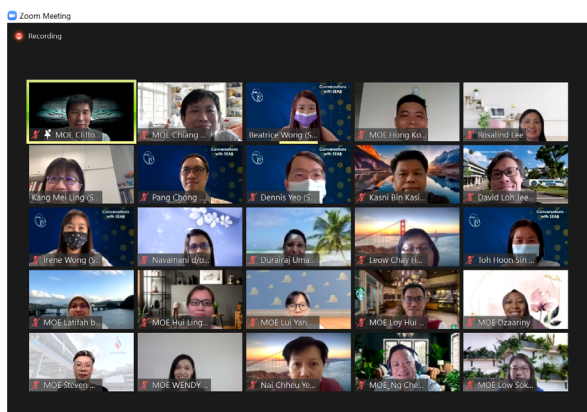 Zoom Meeting
Recording
MOE Clifto...
MOE Chiang ...
Conversations
with SEAB
Beatrice Wong (S...
MOE Hong Ko...
Rosalind Lee
Kang Mei Ling (S...
Conversations
with SEAB
Pang Chong ...
Conversations
with SEAB
Dennis Yeo (S...
Kasni Bin Kasi...
David Loh Jee...
Conversations
with SEAB
Irene Wong (S...
Navamani d/o...
Durairaj Uma...
Leow Chay H...
Conversations
with SEAB
Toh Hoon Sin ...
MOE Latifah b...
MOE Hui Ling...
MOE Lui Yan ...
MOE Loy Hui ...
MOE Dzaariny
MOE Steven ...
MOE WENDY ...
Nai Chheu Ye...
MOE_Ng Che...
MOE Low Sok...